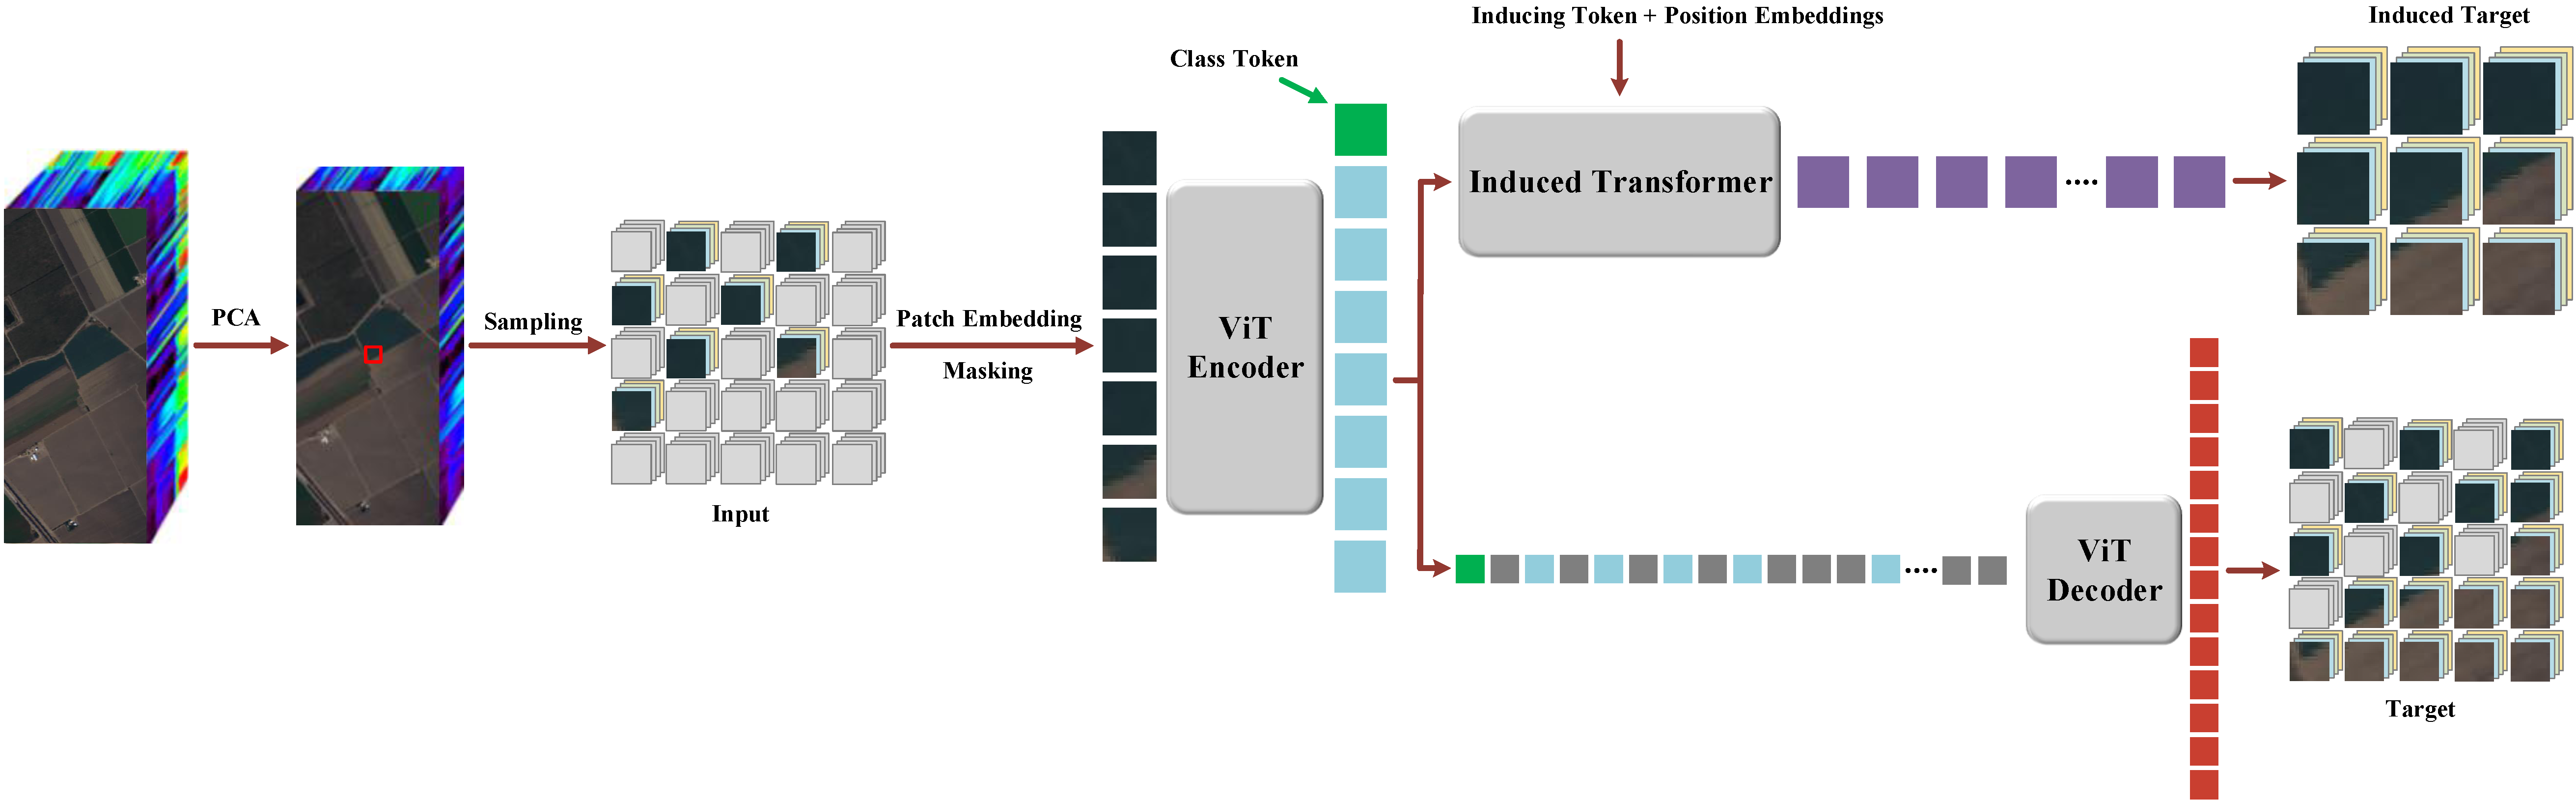 PCA
Sampling
Input
Patch Embedding
Masking
ViT
Encoder
Class Token
Inducing Token + Position Embeddings
Induced Transformer
....
Induced Target
....
ViT
Decoder
Target